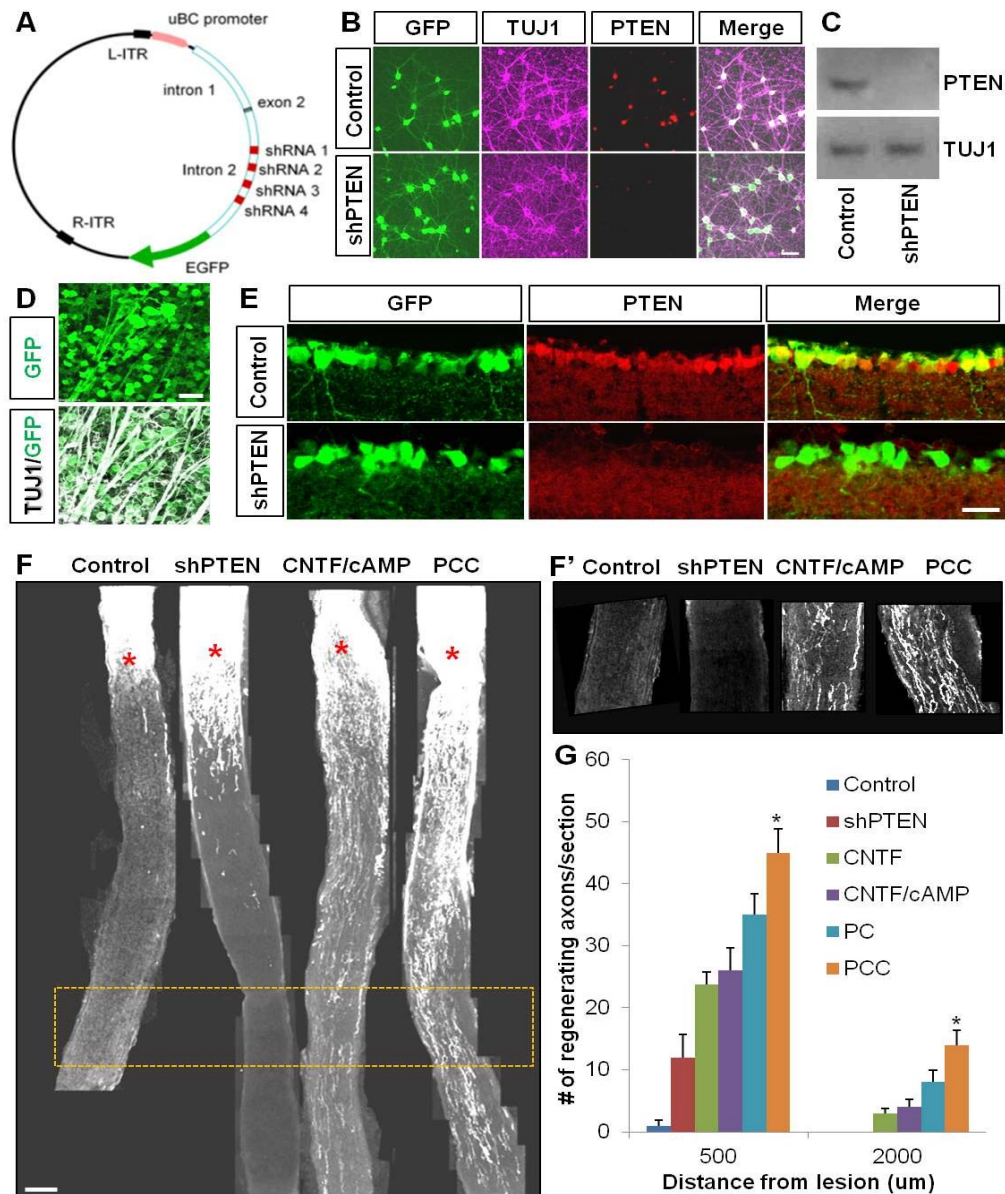 A
uBC promoter
L-ITR
intron 1
exon 2
shRNA 1
Intron 2
shRNA 2
shRNA 3
shRNA 4
R-ITR
EGFP
B
GFP
TUJ1
PTEN
Merge
Control
shPTEN
C
PTEN
TUJ1
Control
shPTEN
D
GFP
TUJ1/GFP
E
GFP
PTEN
Merge
Control
shPTEN
F
Control
shPTEN
CNTF/cAMP
PCC
*
*
*
*
F'
Control
shPTEN
CNTF/cAMP
PCC
G
# of regenerating axons/section
60
50
40
30
20
10
0
*
*
Control
shPTEN
CNTF
CNTF/cAMP
PC
PCC
500
2000
Distance from lesion (um)